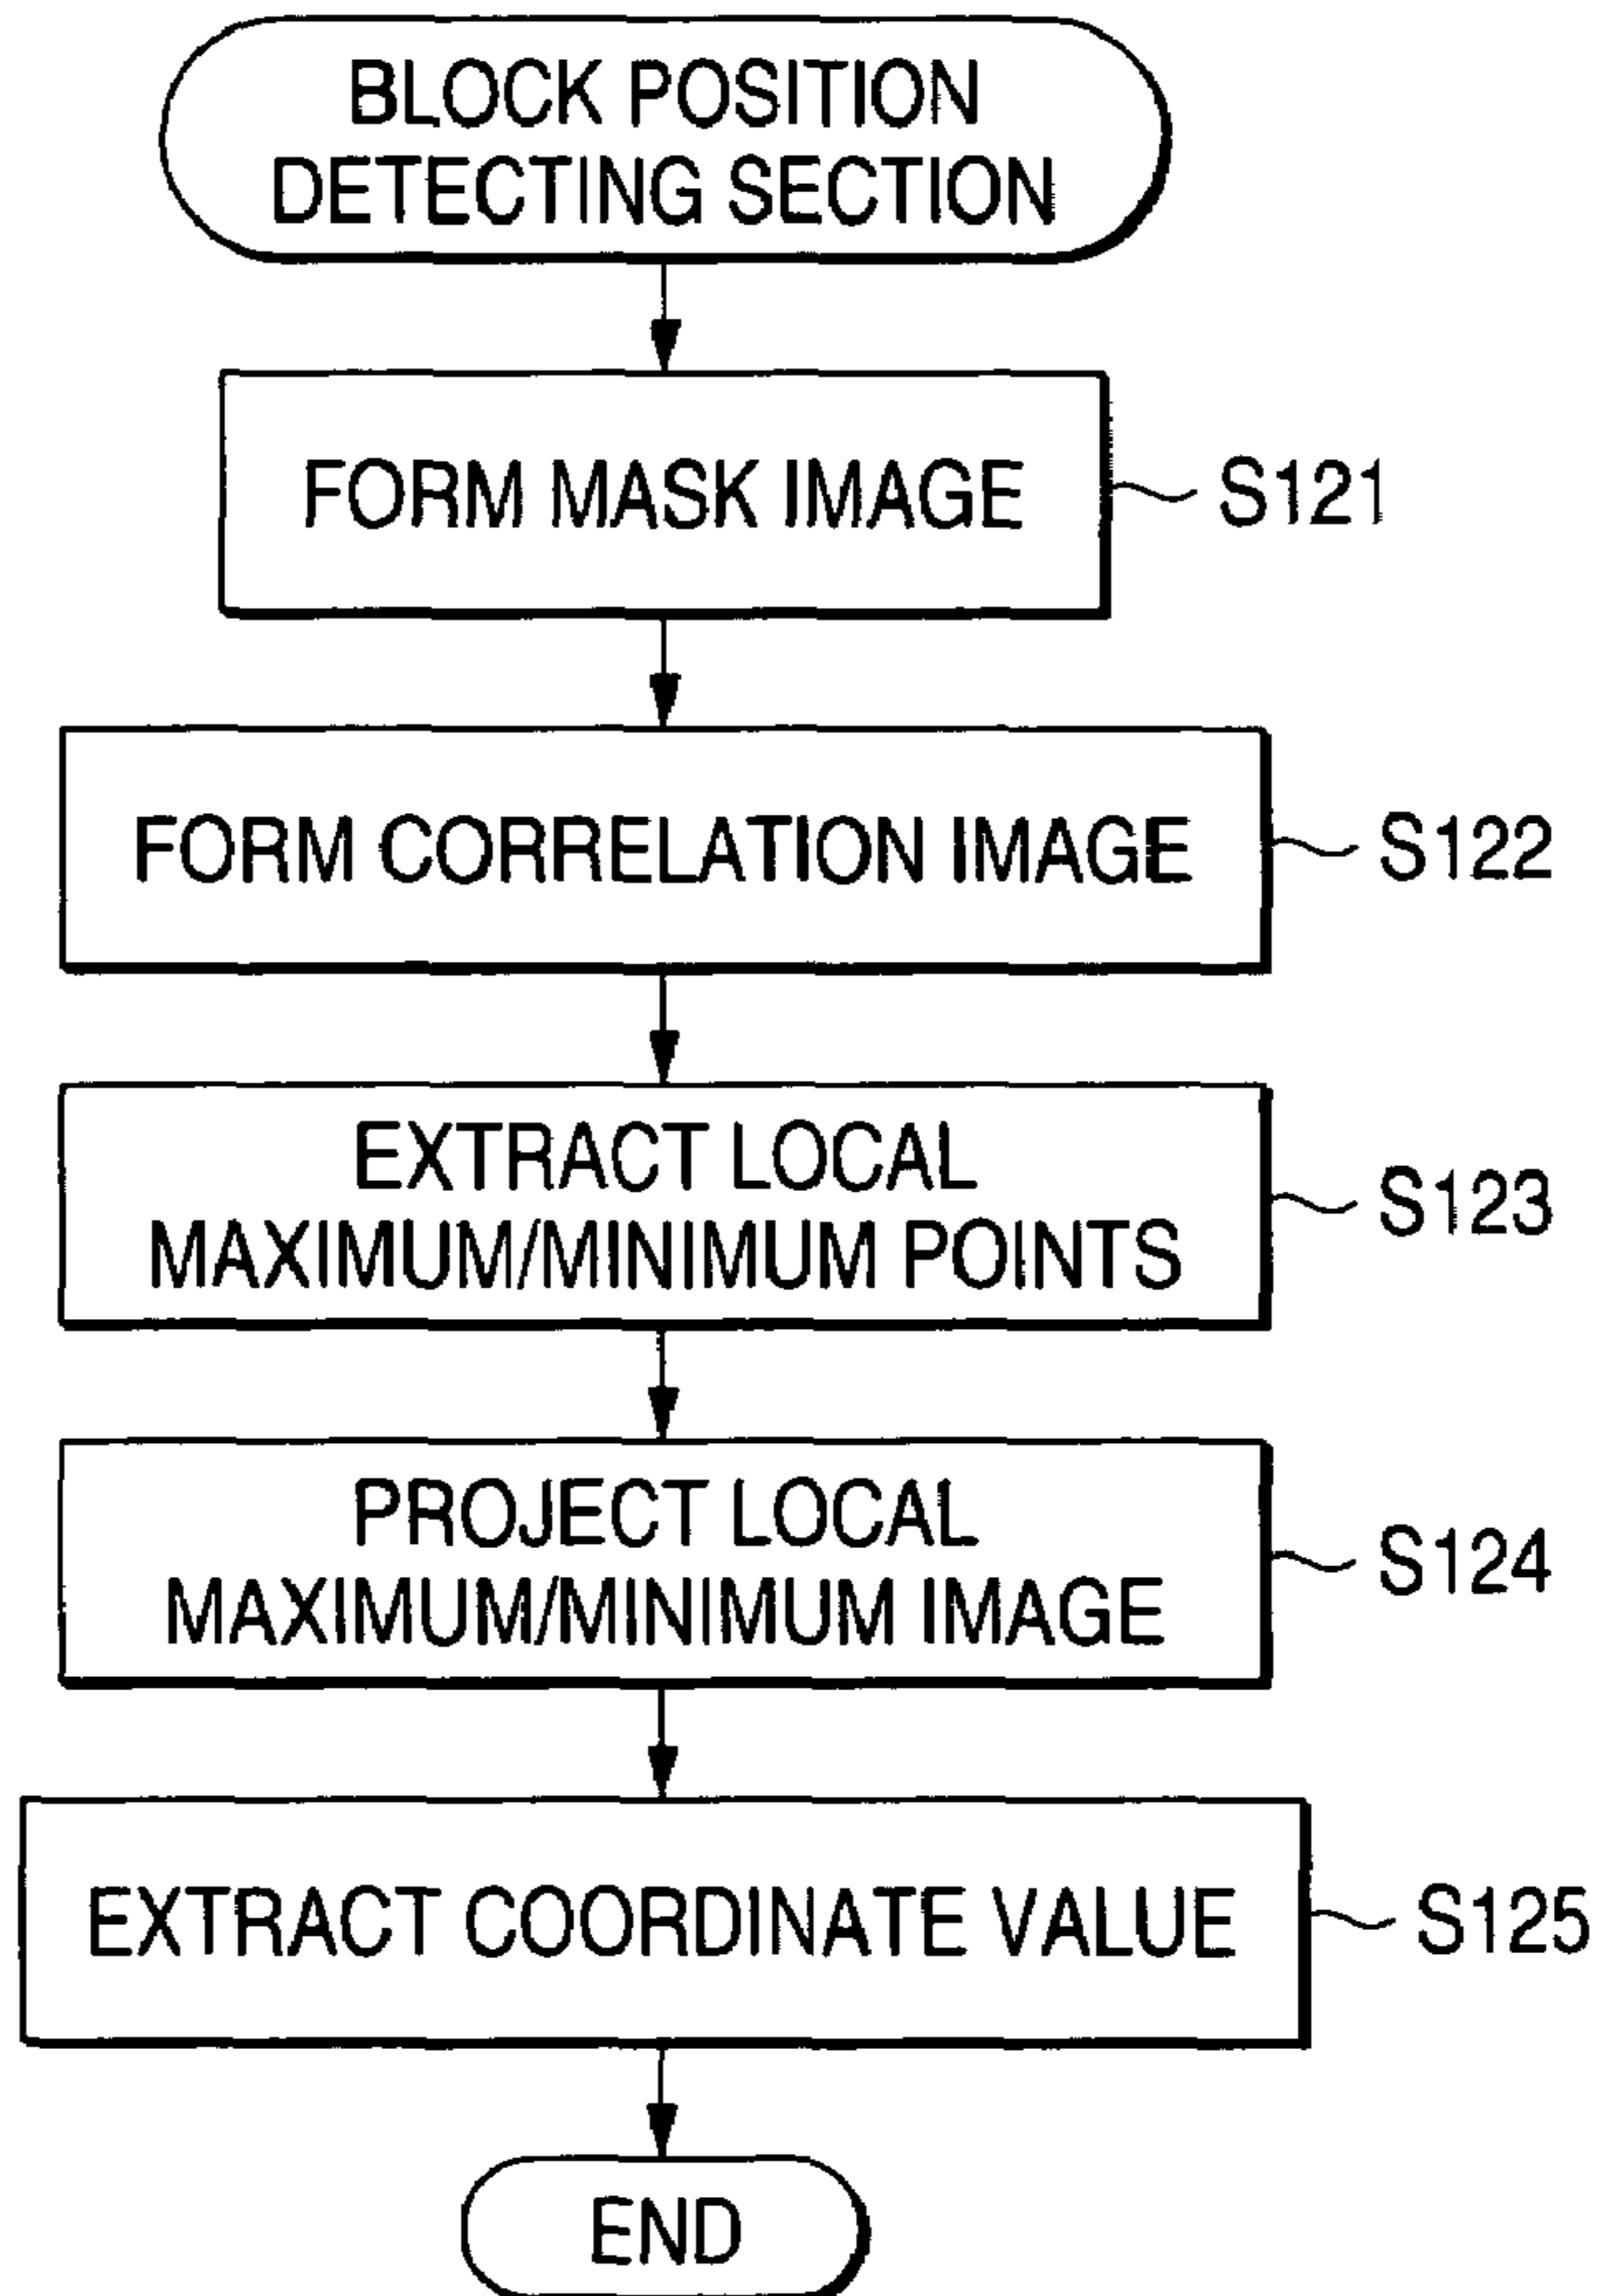 BLOCK POSITION
DETECTING SECTION
FORM MASK IMAGE
S121
FORM CORRELATION IMAGE
S122
EXTRACT LOCAL
MAXIMUM/MINIMUM POINTS
S123
PROJECT LOCAL
MAXIMUM/MINIMUM IMAGE
S124
EXTRACT COORDINATE VALUE
S125
END